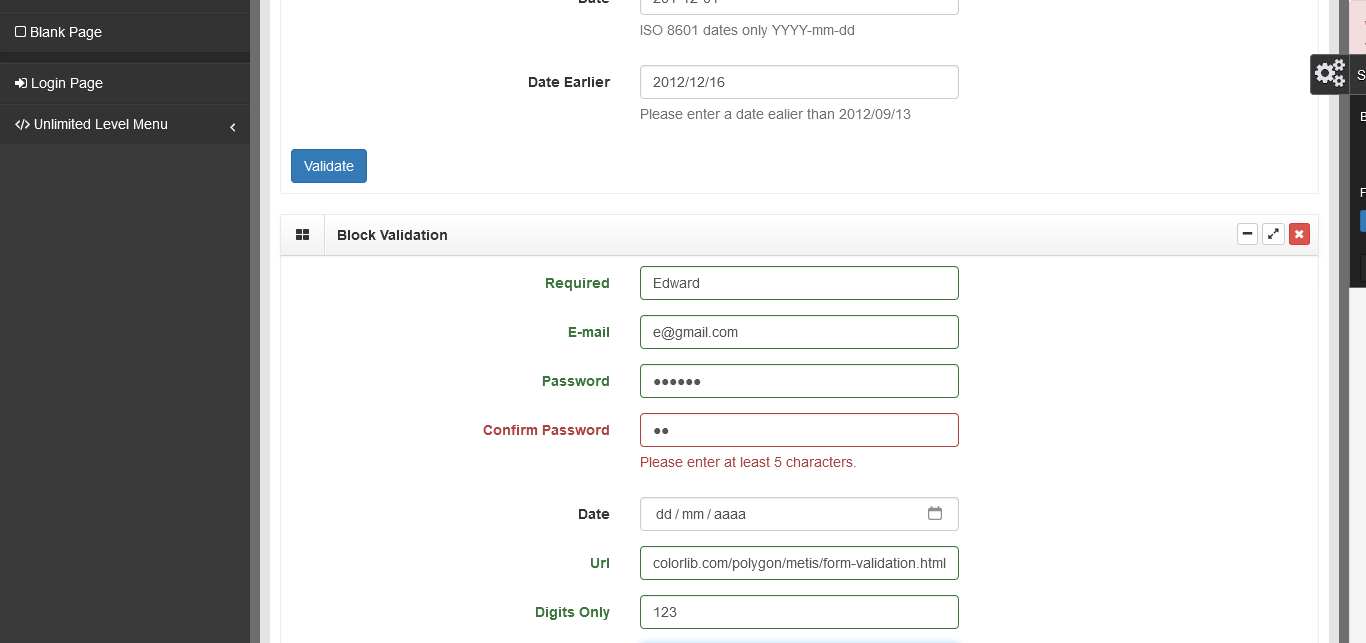 Blank Page
Login Page
Unlimited Level Menu
ISO 8601 dates only YYYY-mm-dd
Date Earlier
2012/12/16
Please enter a date ealier than 2012/09/13
Validate
Block Validation
Required
Edward
E-mail
e@gmail.com
Password
••••••
Confirm Password
••
Please enter at least 5 characters.
Date
dd / mm / aaaa
Url
colorlib.com/polygon/metis/form-validation.html
Digits Only
123